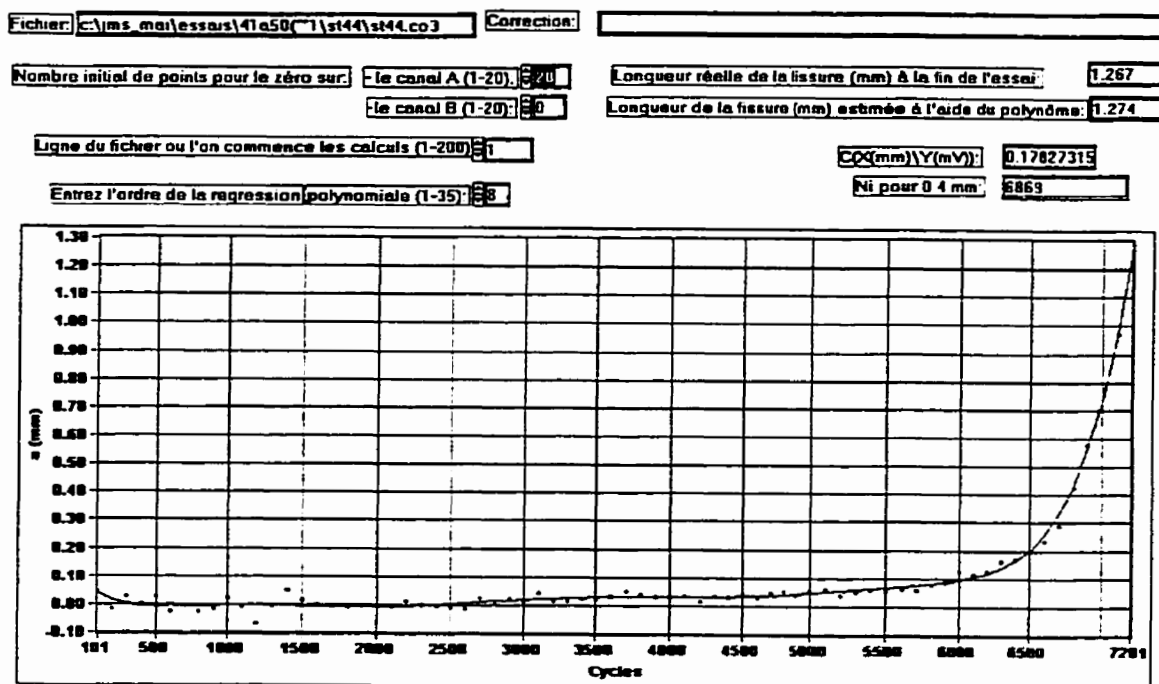 Fichier: c:\jms_mai\essais\41a50(~1\st44\st44.co3 Correction:
Nombre initial de points pour le zéro sur: - le canal A (1-20): 20 Longueur réelle de la fissure (mm) à la fin de l'essai: 1.267
- le canal B (1-20): 0 Longueur de la fissure (mm) estimée à l'aide du polynôme: 1.274
Ligne du fichier ou l'on commence les calculs (1-200) 1 C(X(mm)\Y(mV)): 0.17827315
Entrez l'ordre de la regression polynomiale (1-35): 8 Ni pour 0.4 mm: 6869
a (mm)
1.30
1.20
1.10
1.00
0.90
0.80
0.70
0.60
0.50
0.40
0.30
0.20
0.10
0.00
-0.10
101 500 1000 1500 2000 2500 3000 3500 4000 4500 5000 5500 6000 6500 7201
Cycles